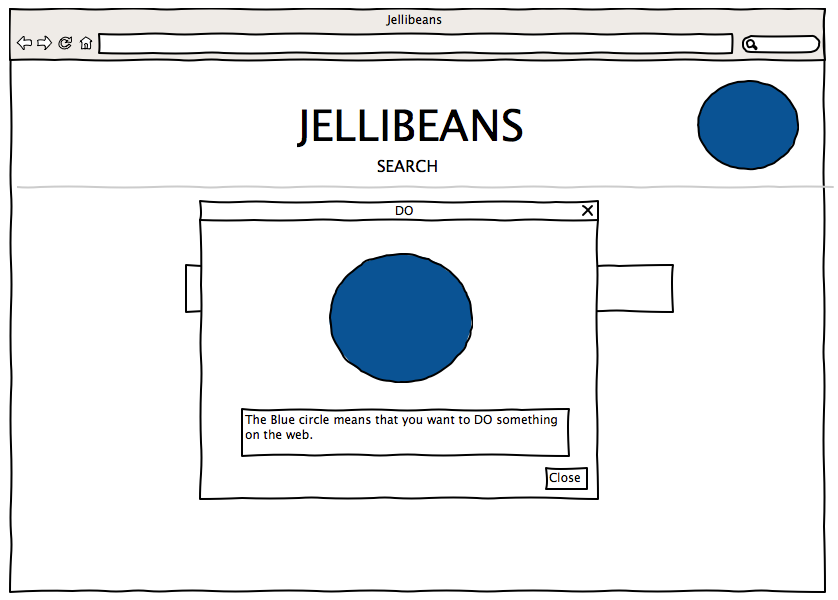 Jellibeans
JELLIBEANS
SEARCH
DO
The Blue circle means that you want to DO something
on the web.
Close